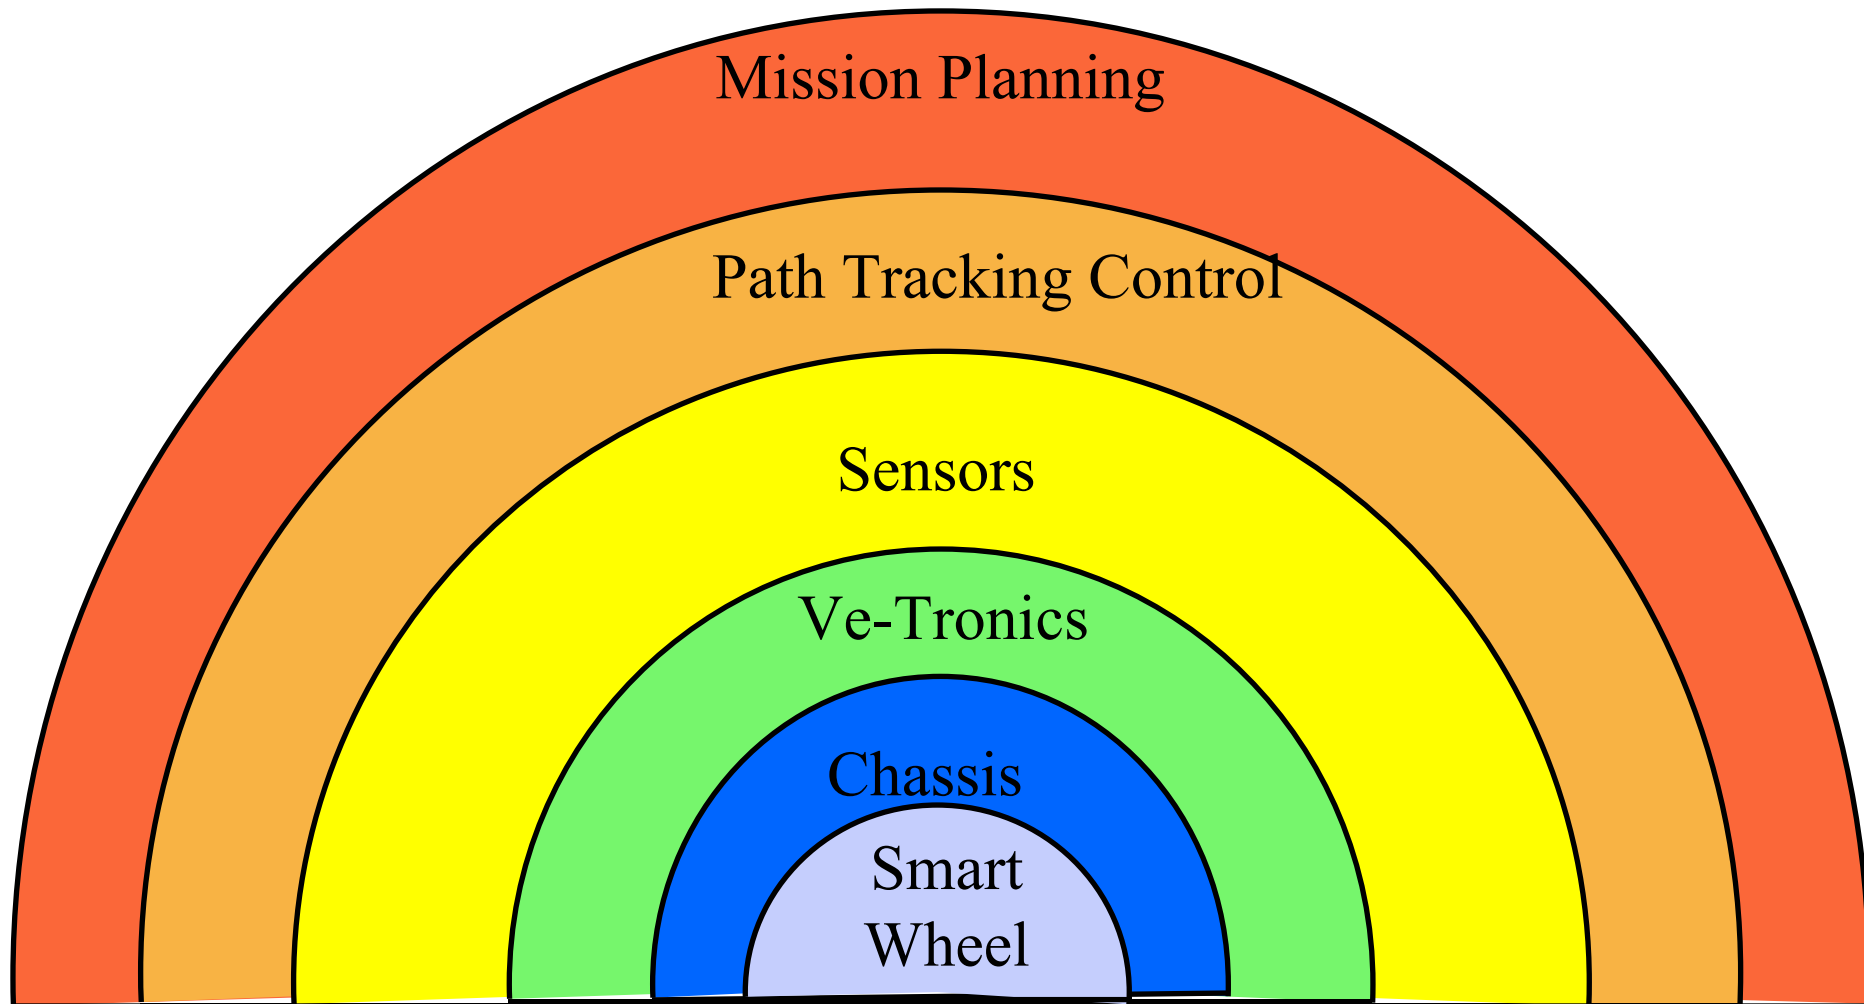 Mission Planning
Path Tracking Control
Sensors
Ve-Tronics
Chassis
Smart
Wheel